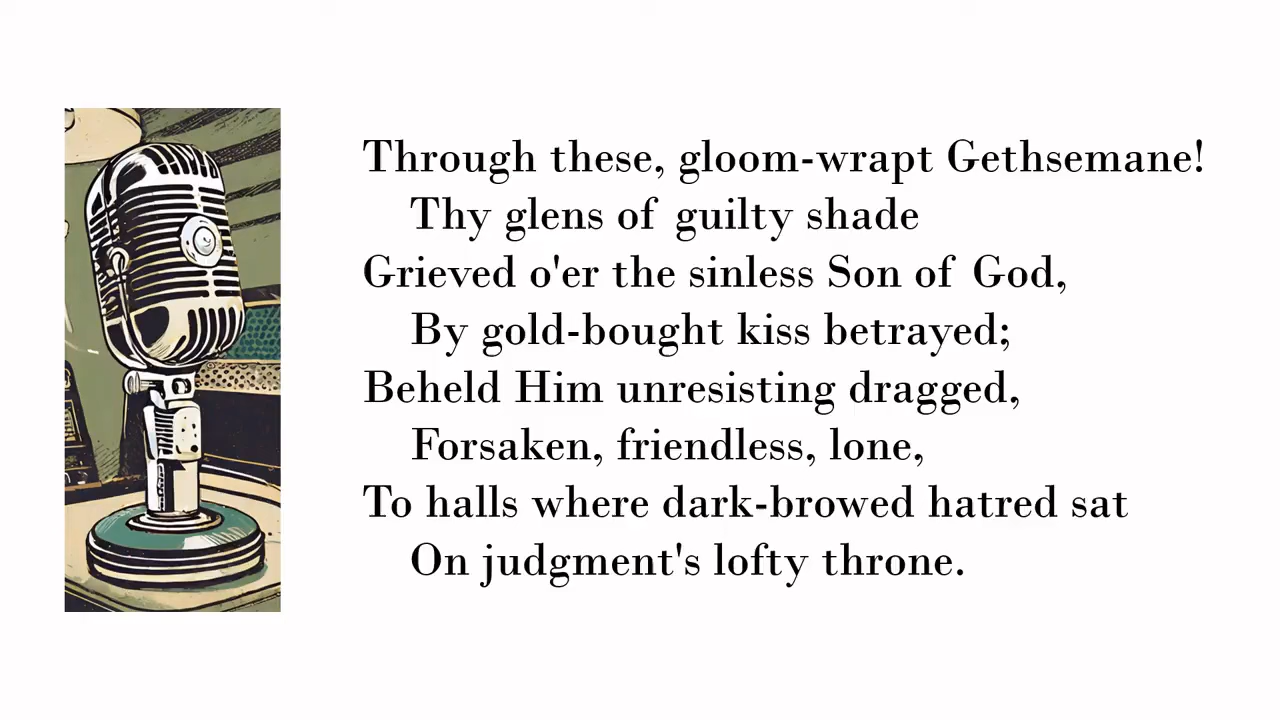 Through these, gloom-wrapt Gethsemane!
Thy glens of guilty shade
Grieved o'er the sinless Son of God,
By gold-bought kiss betrayed;
Beheld Him unresisting dragged,
Forsaken, friendless, lone,
To halls where dark-browed hatred sat
On judgment's lofty throne.